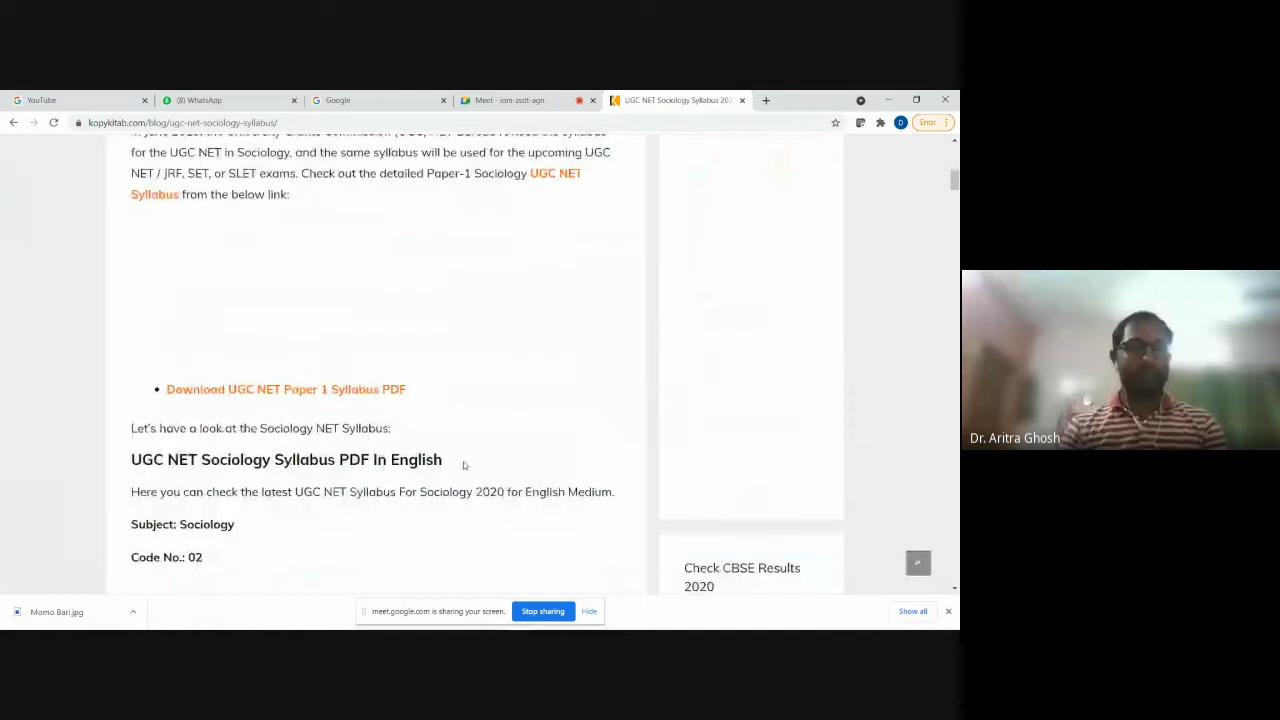 YouTube
(8) WhatsApp
Google
Meet - iom-zsdt-agn
UGC NET Sociology Syllabus 202
kopykitab.com/blog/ugc-net-sociology-syllabus/
D
Error
for the UGC NET in Sociology, and the same syllabus will be used for the upcoming UGC
NET / JRF, SET, or SLET exams. Check out the detailed Paper-1 Sociology UGC NET
Syllabus from the below link:
Download UGC NET Paper 1 Syllabus PDF
Let's have a look at the Sociology NET Syllabus:
UGC NET Sociology Syllabus PDF In English
Here you can check the latest UGC NET Syllabus For Sociology 2020 for English Medium.
Subject: Sociology
Code No.: 02
Check CBSE Results
2020
Dr. Aritra Ghosh
Momo Bari.jpg
meet.google.com is sharing your screen.
Stop sharing
Hide
Show all